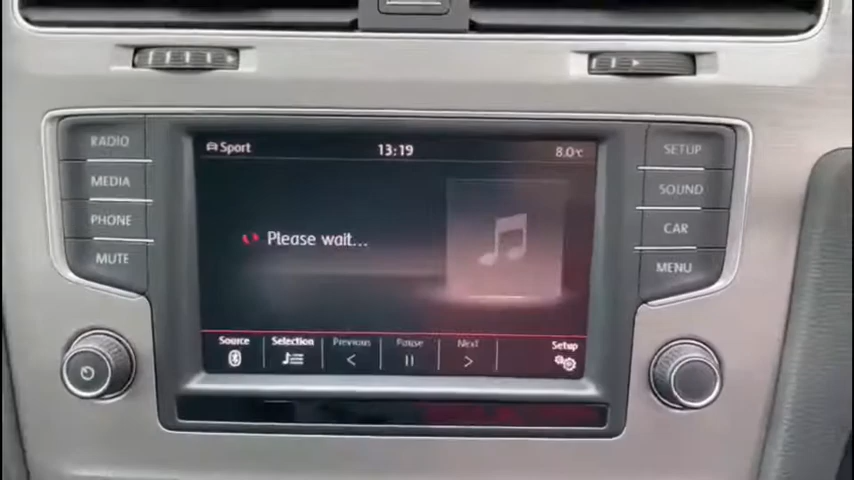 RADIO
MEDIA
PHONE
MUTE
Sport 13:19 8.0°C
Please wait...
Source Selection Previous Pause Next Setup
SETUP
SOUND
CAR
MENU